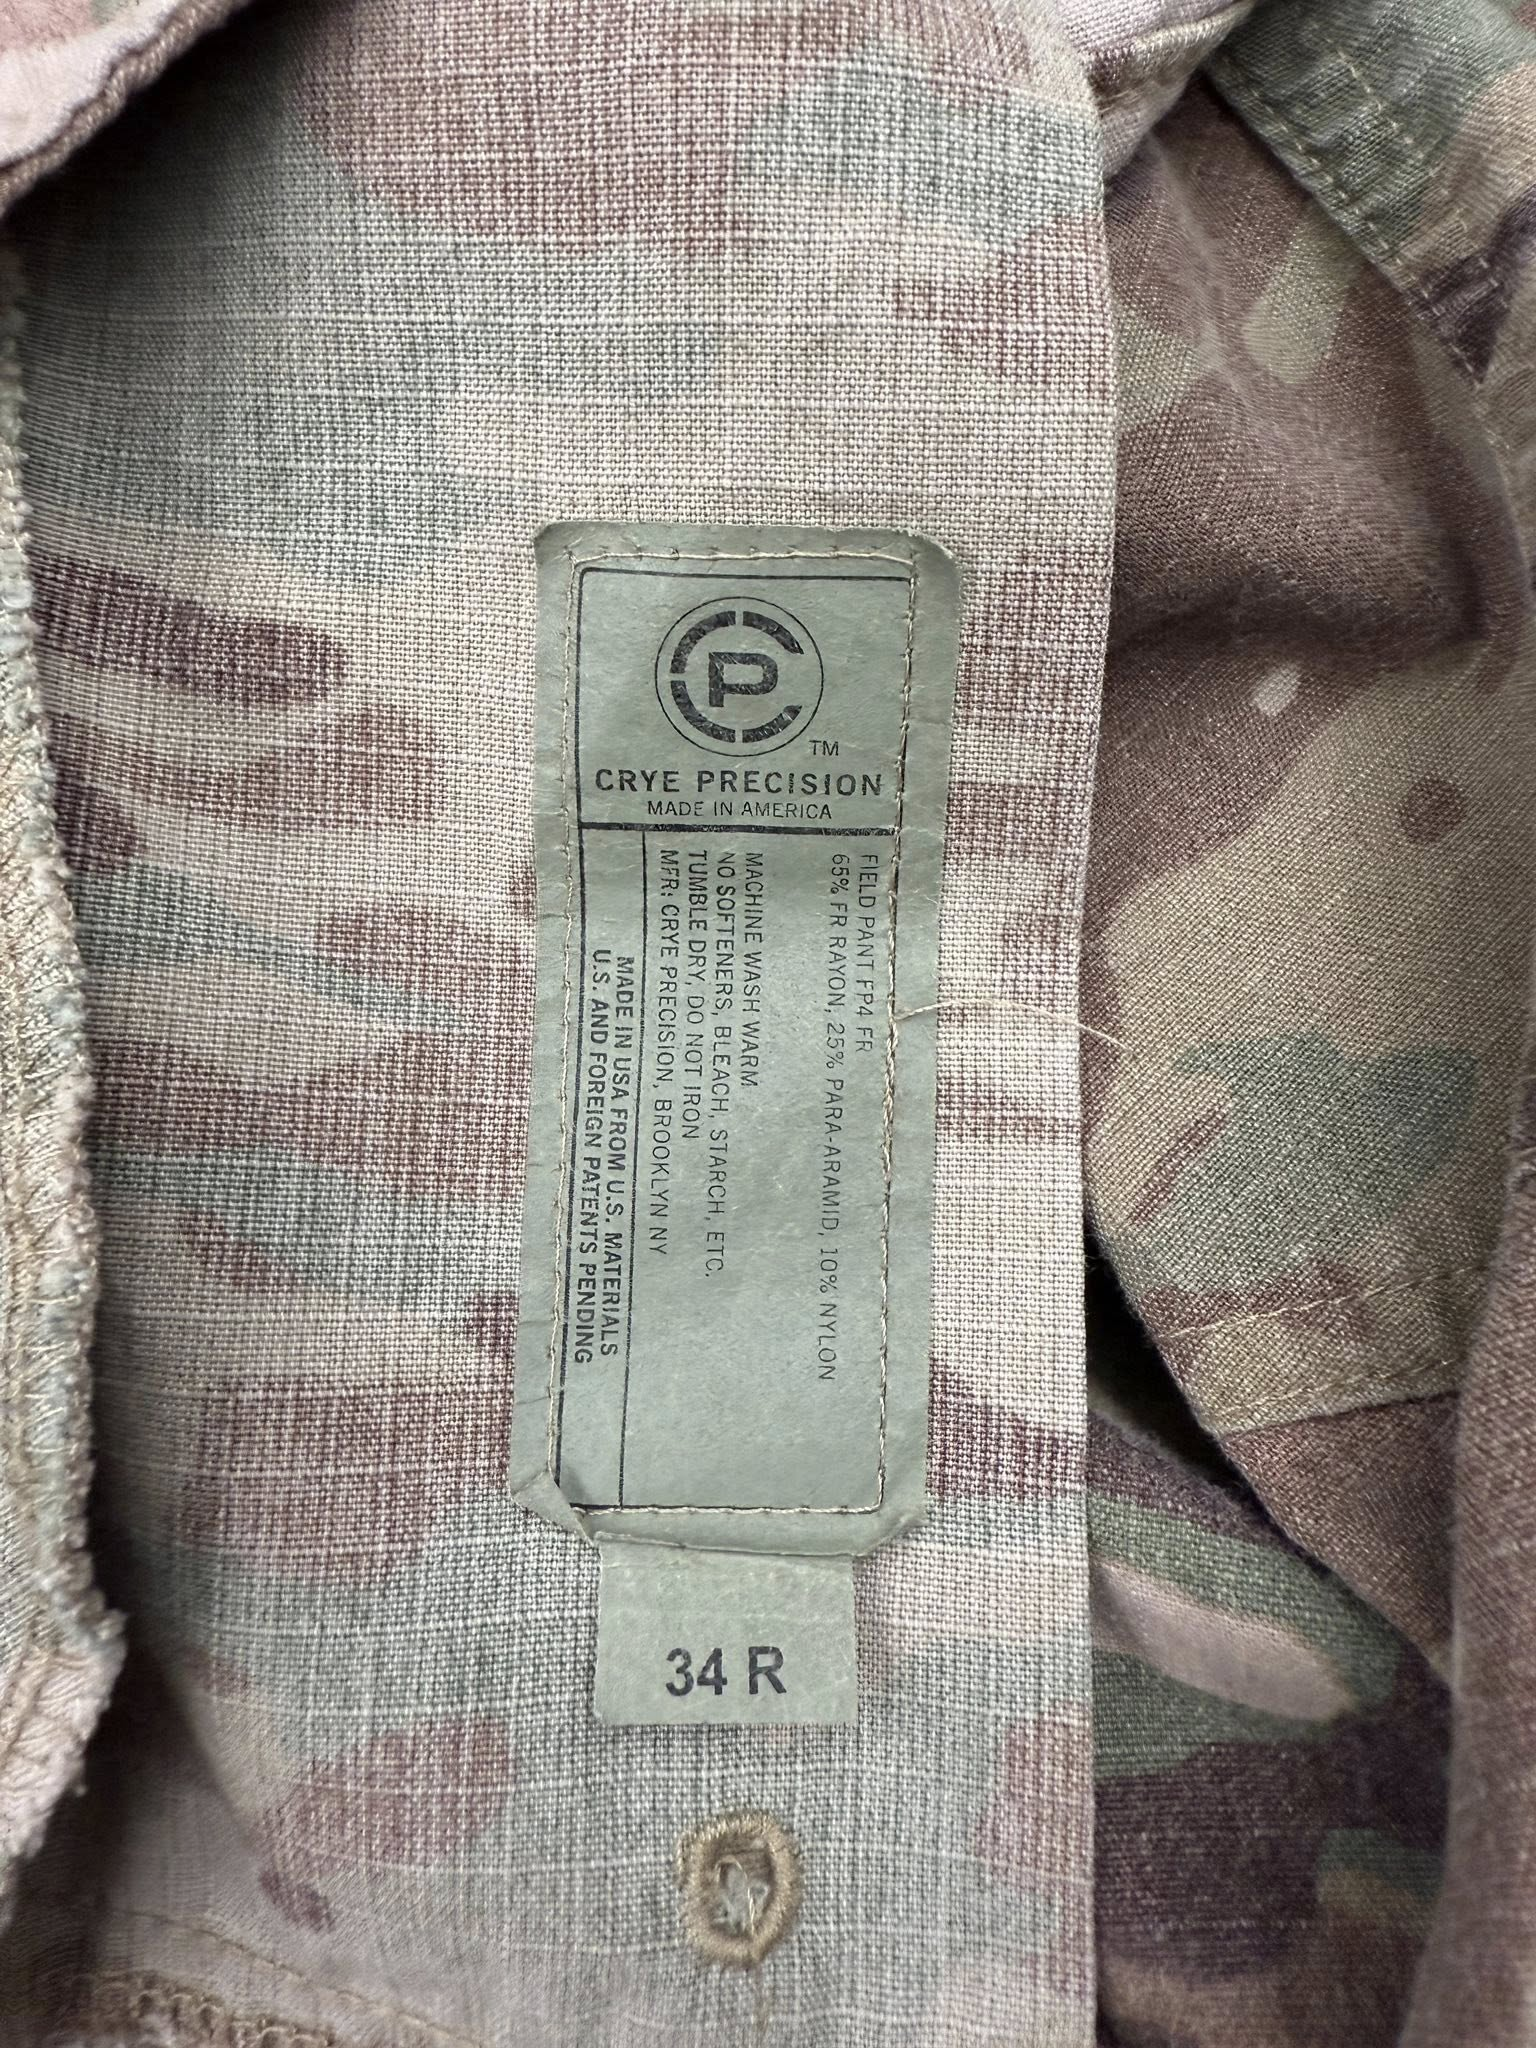 CP
TM
CRYE PRECISION
MADE IN AMERICA
FIELD PANT FP4 FR
65% FR RAYON, 25% PARA-ARAMID, 10% NYLON
MACHINE WASH WARM
NO SOFTENERS, BLEACH, STARCH, ETC.
TUMBLE DRY, DO NOT IRON
MFR: CRYE PRECISION, BROOKLYN NY
MADE IN USA FROM U.S. MATERIALS
U.S. AND FOREIGN PATENTS PENDING
34 R